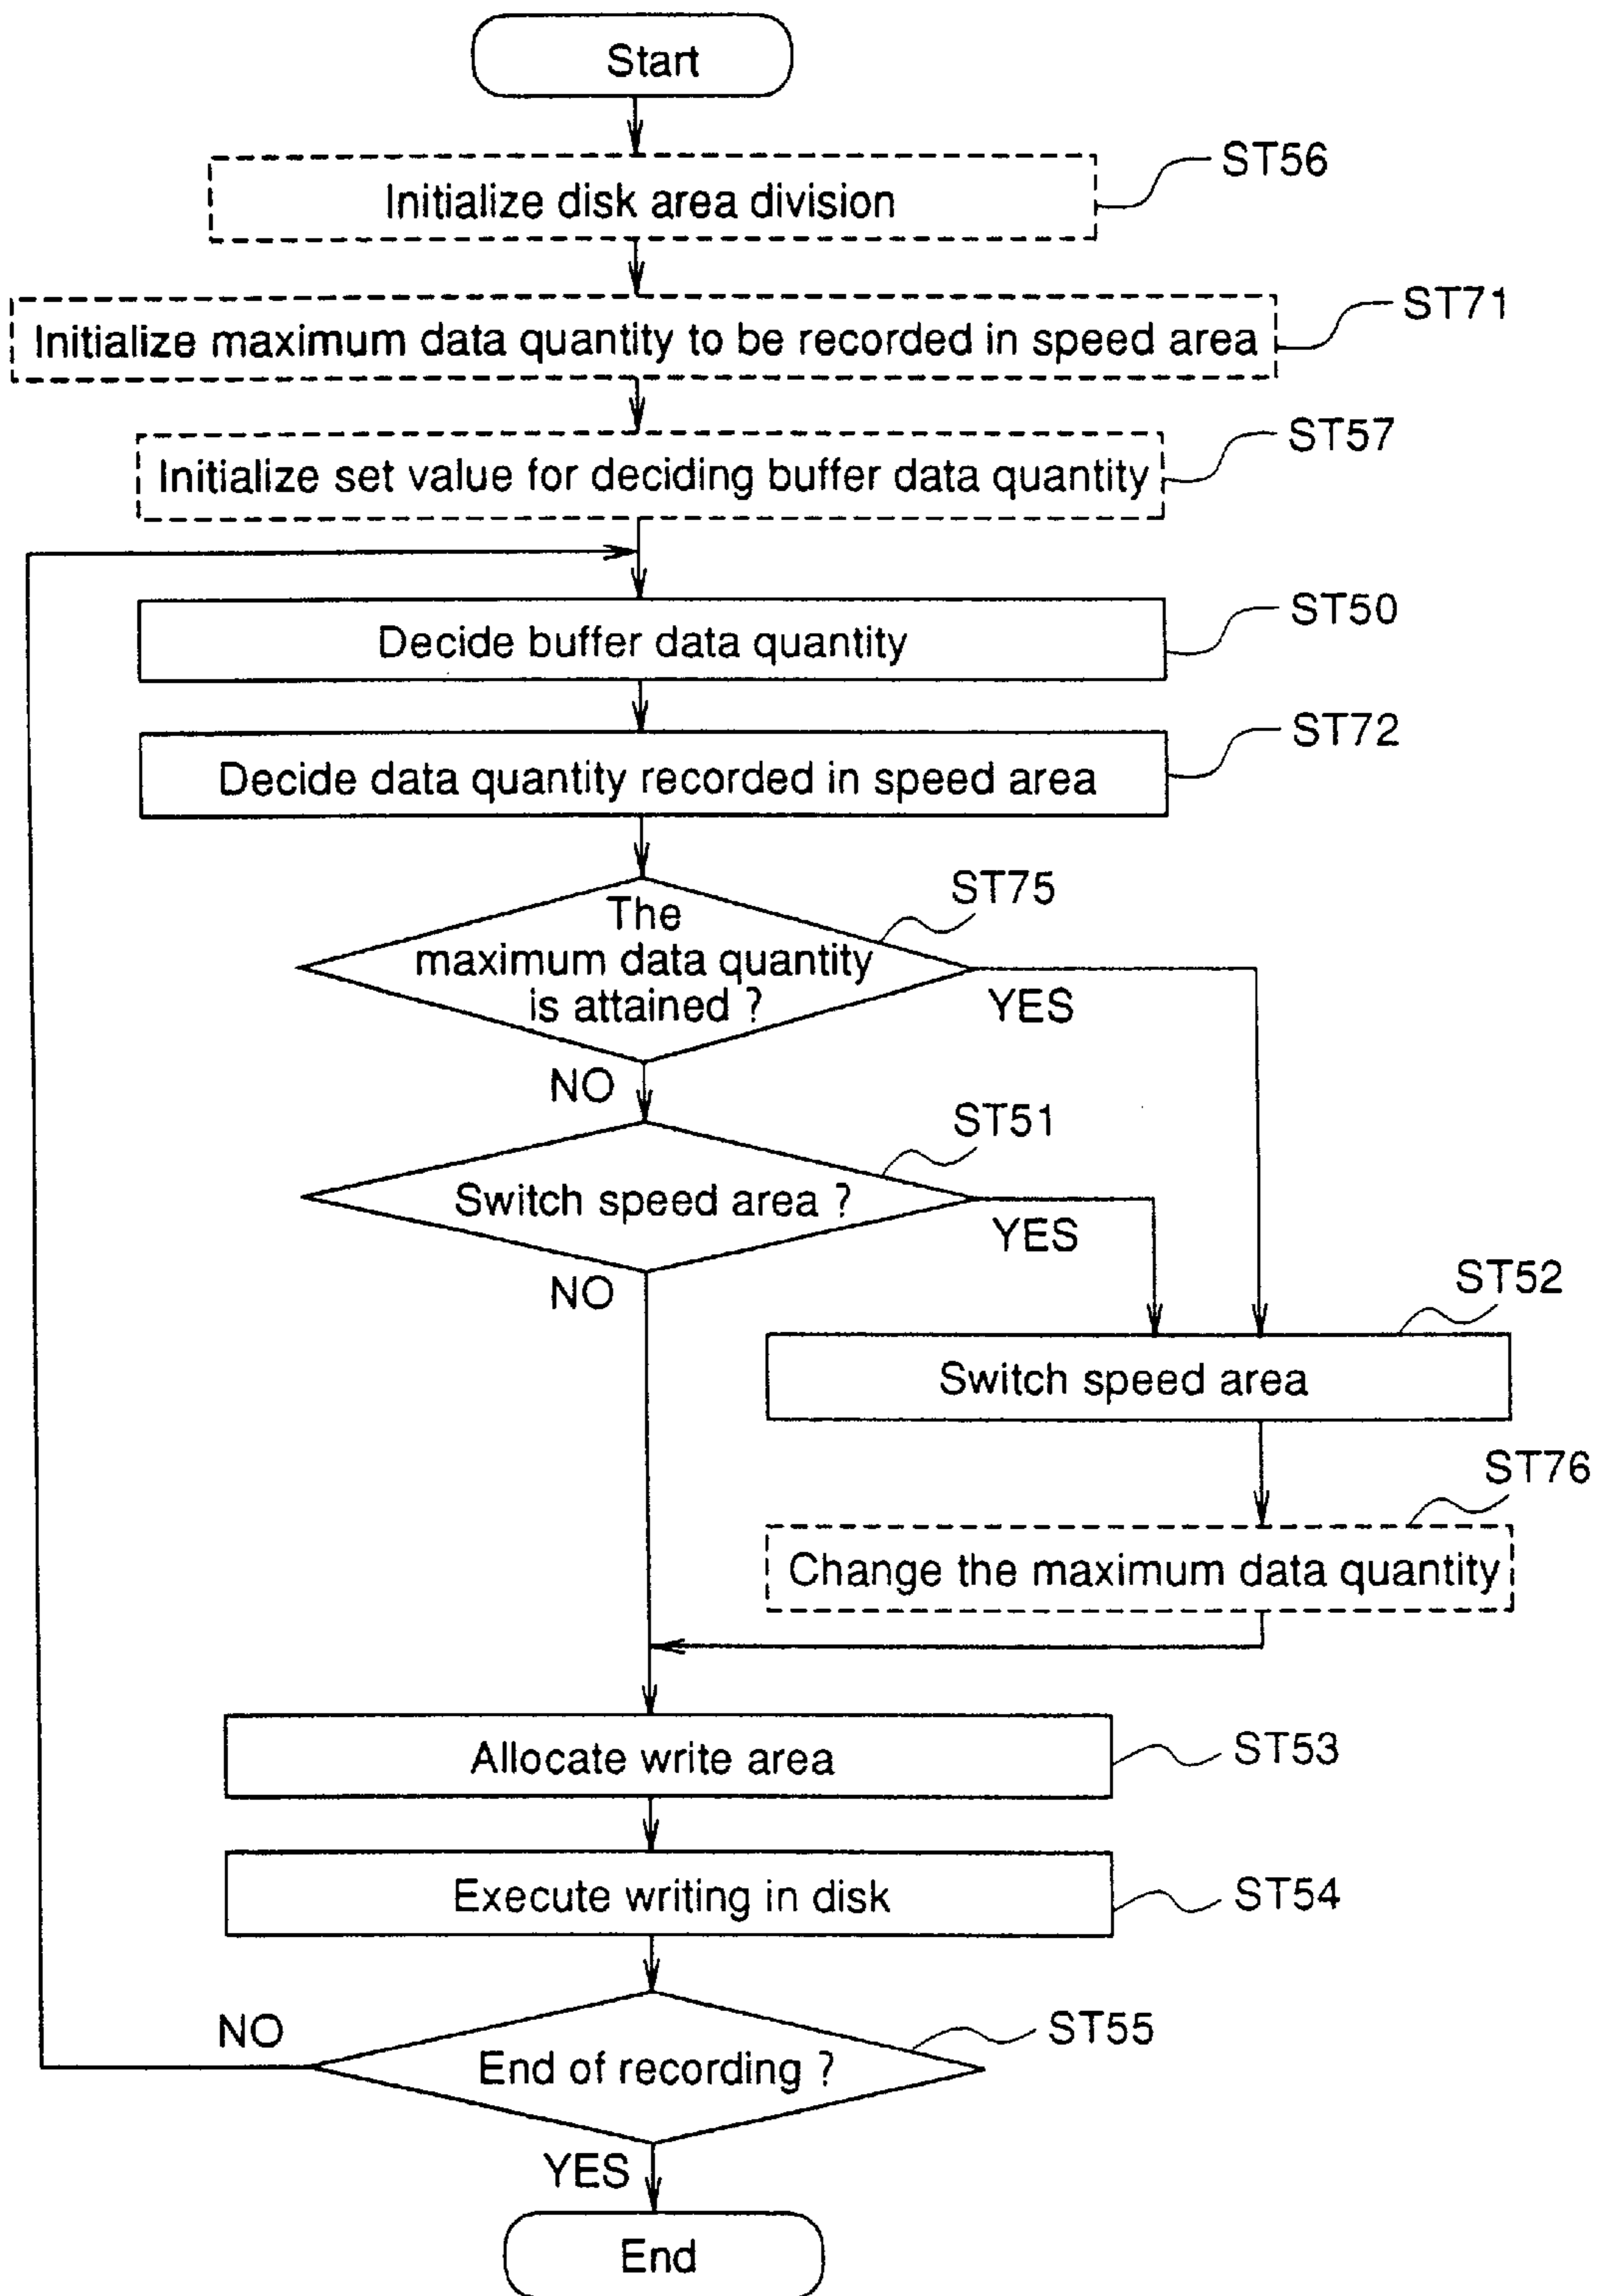 Start
ST56
Initialize disk area division
ST71
Initialize maximum data quantity to be recorded in speed area
ST57
Initialize set value for deciding buffer data quantity
ST50
Decide buffer data quantity
ST72
Decide data quantity recorded in speed area
ST75
The
maximum data quantity
is attained ?
YES
NO
ST51
Switch speed area ?
YES
NO
ST52
Switch speed area
ST76
Change the maximum data quantity
Allocate write area
ST53
Execute writing in disk
ST54
NO
ST55
End of recording ?
YES
End